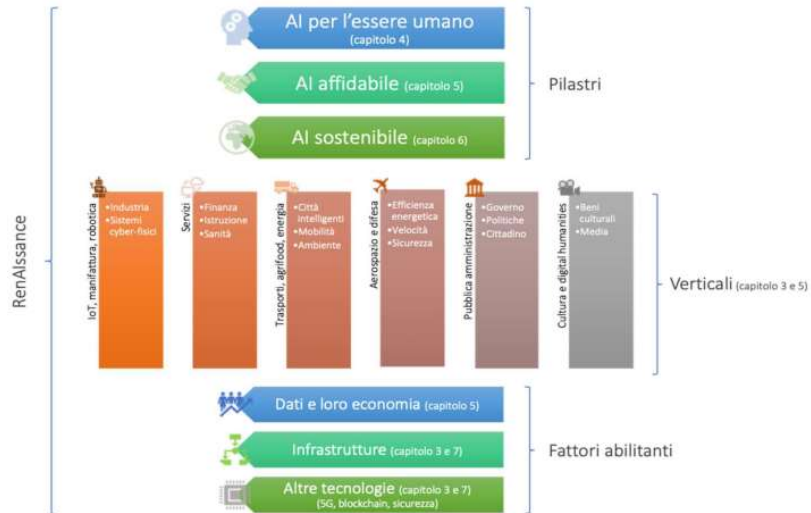 RenAIssance
AI per l'essere umano
(capitolo 4)
AI affidabile (capitolo 5)
AI sostenibile (capitolo 6)
Pilastri
IoT, manifattura, robotica
•Industria
•Sistemi
cyber-fisici
Servizi
•Finanza
•Istruzione
•Sanità
Trasporti, agrifood, energia
•Città
intelligenti
•Mobilità
•Ambiente
Aerospazio e difesa
•Efficienza
energetica
•Velocità
•Sicurezza
Pubblica amministrazione
•Governo
•Politiche
•Cittadino
Cultura e digital humanities
•Beni
culturali
•Media
Verticali (capitolo 3 e 5)
Dati e loro economia (capitolo 5)
Infrastrutture (capitolo 3 e 7)
Altre tecnologie (capitolo 3 e 7)
(5G, blockchain, sicurezza)
Fattori abilitanti